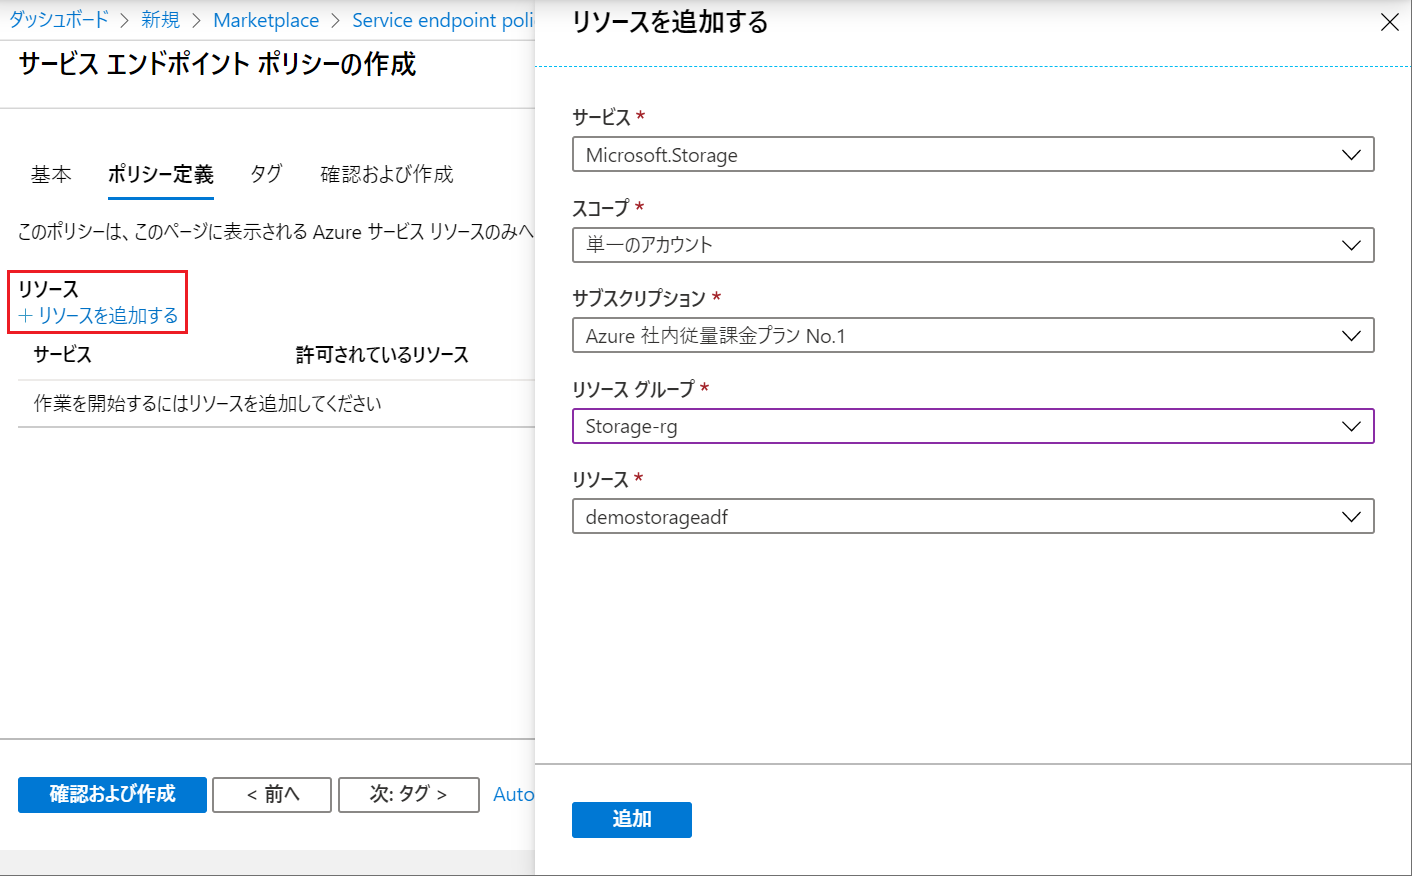 ダッシュボード > 新規 > Marketplace > Service endpoint poli
サービス エンドポイント ポリシーの作成
基本 ポリシー定義 タグ 確認および作成
このポリシーは、このページに表示される Azure サービス リソースのみへ
リソース
+ リソースを追加する
サービス 許可されているリソース
作業を開始するにはリソースを追加してください
確認および作成 < 前へ 次: タグ > Auto
リソースを追加する
サービス *
Microsoft.Storage
スコープ *
単一のアカウント
サブスクリプション *
Azure 社内従量課金プラン No.1
リソース グループ *
Storage-rg
リソース *
demostorageadf
追加